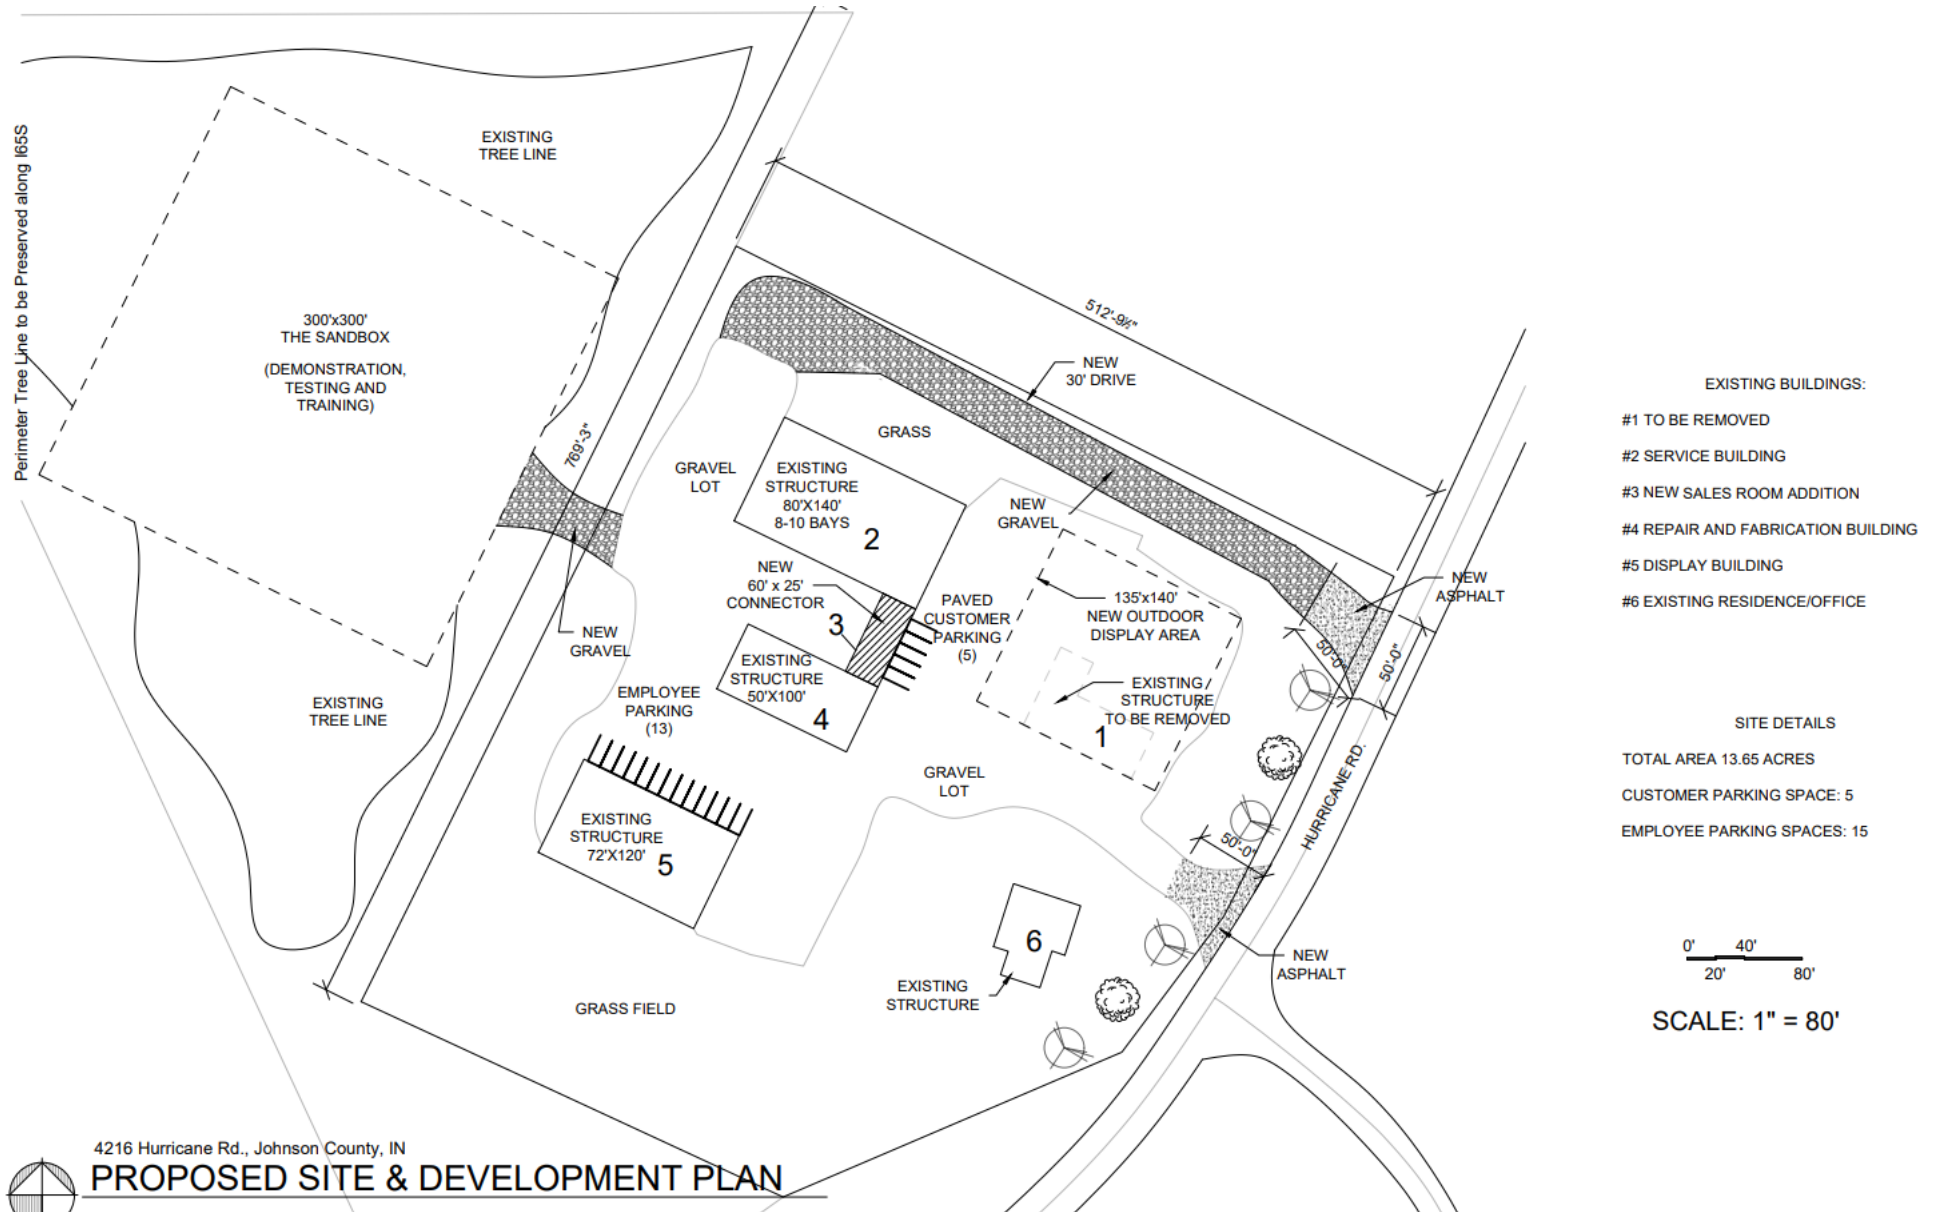 Perimeter Tree Line to be Preserved along I65S
EXISTING
TREE LINE
300'x300'
THE SANDBOX
(DEMONSTRATION,
TESTING AND
TRAINING)
769'-3"
512'-9½"
NEW
30' DRIVE
GRASS
GRAVEL
LOT
EXISTING
STRUCTURE
80'X140'
8-10 BAYS
2
NEW
GRAVEL
NEW
60' x 25'
CONNECTOR
3
PAVED
CUSTOMER
PARKING
(5)
135'x140'
NEW OUTDOOR
DISPLAY AREA
NEW
ASPHALT
50'-0"
50'-0"
NEW
GRAVEL
EXISTING
STRUCTURE
50'X100'
4
EXISTING
STRUCTURE
TO BE REMOVED
1
EXISTING
TREE LINE
EMPLOYEE
PARKING
(13)
GRAVEL
LOT
HURRICANE RD.
EXISTING
STRUCTURE
72'X120'
5
50'-0"
6
EXISTING
STRUCTURE
NEW
ASPHALT
GRASS FIELD
EXISTING BUILDINGS:
#1 TO BE REMOVED
#2 SERVICE BUILDING
#3 NEW SALES ROOM ADDITION
#4 REPAIR AND FABRICATION BUILDING
#5 DISPLAY BUILDING
#6 EXISTING RESIDENCE/OFFICE
SITE DETAILS
TOTAL AREA 13.65 ACRES
CUSTOMER PARKING SPACE: 5
EMPLOYEE PARKING SPACES: 15
0' 40'
20' 80'
SCALE: 1" = 80'
4216 Hurricane Rd., Johnson County, IN
PROPOSED SITE & DEVELOPMENT PLAN